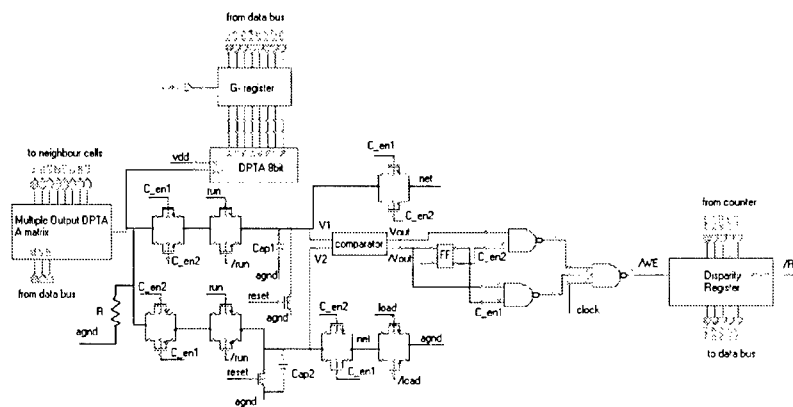 from data bus
G- register
to neighbour cells
vdd
DPTA 8bit
C_en1
net
C_en1
run
Multiple Output DPTA
A matrix
C_en2
from counter
V1
Vout
comparator
V2
/Vout
FF
C_en2
Cap1
C_en2
/run
agnd
/WE
Disparity
Register
/R
from data bus
C_en2
run
C_en2
load
C_en1
R
reset
agnd
clock
agnd
net
agnd
to data bus
C_en1
/run
reset
Cap2
C_en1
/load
agnd